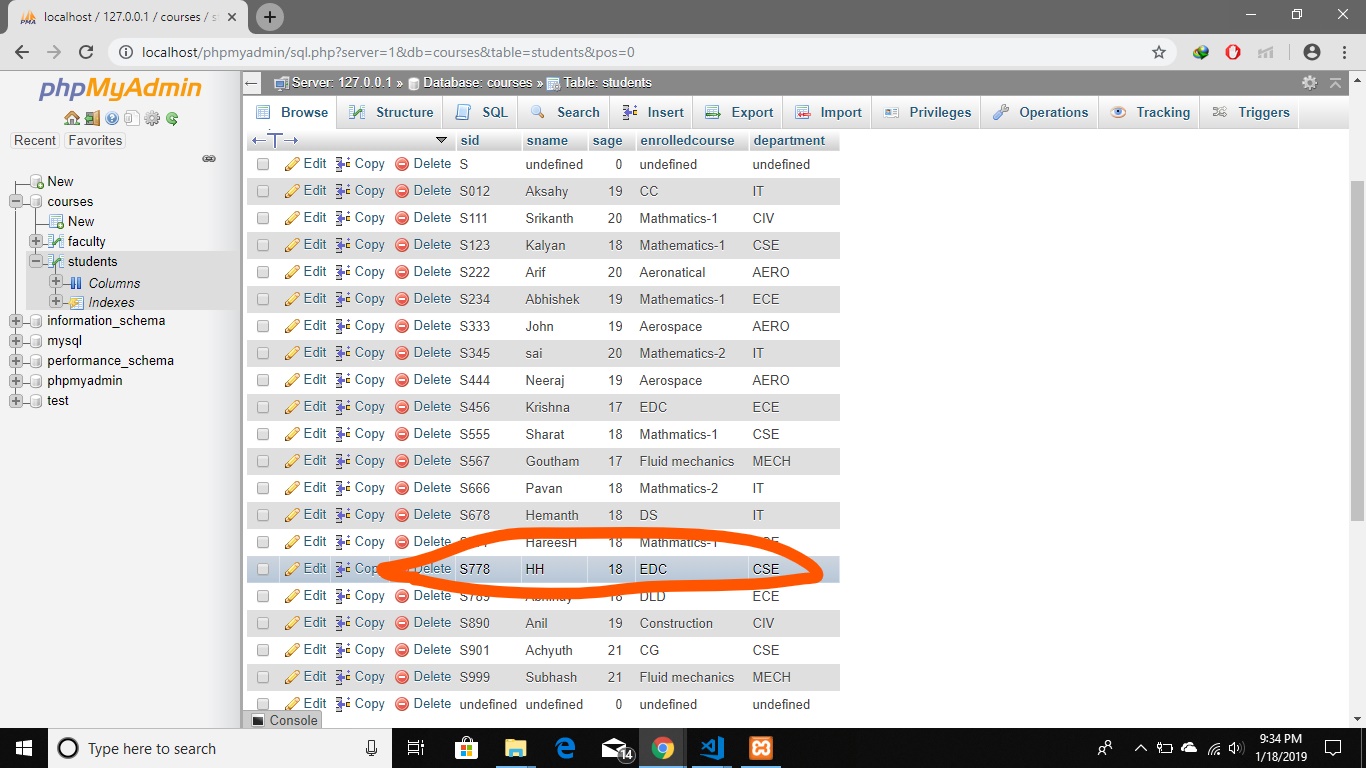 localhost / 127.0.0.1 / courses / s
localhost/phpmyadmin/sql.php?server=1&db=courses&table=students&pos=0
phpMyAdmin
Recent Favorites
New
courses
New
faculty
students
Columns
Indexes
information_schema
mysql
performance_schema
phpmyadmin
test
Server: 127.0.0.1 » Database: courses » Table: students
Browse Structure SQL Search Insert Export Import Privileges Operations Tracking Triggers
sid sname sage enrolledcourse department
Edit Copy Delete S undefined 0 undefined undefined
Edit Copy Delete S012 Aksahy 19 CC IT
Edit Copy Delete S111 Srikanth 20 Mathmatics-1 CIV
Edit Copy Delete S123 Kalyan 18 Mathematics-1 CSE
Edit Copy Delete S222 Arif 20 Aeronatical AERO
Edit Copy Delete S234 Abhishek 19 Mathematics-1 ECE
Edit Copy Delete S333 John 19 Aerospace AERO
Edit Copy Delete S345 sai 20 Mathematics-2 IT
Edit Copy Delete S444 Neeraj 19 Aerospace AERO
Edit Copy Delete S456 Krishna 17 EDC ECE
Edit Copy Delete S555 Sharat 18 Mathmatics-1 CSE
Edit Copy Delete S567 Goutham 17 Fluid mechanics MECH
Edit Copy Delete S666 Pavan 18 Mathmatics-2 IT
Edit Copy Delete S678 Hemanth 18 DS IT
Edit Copy Delete HareesH 18 Mathmatics-1
Edit Copy Delete S778 HH 18 EDC CSE
Edit Copy Delete S789 Abhinay 18 DLD ECE
Edit Copy Delete S890 Anil 19 Construction CIV
Edit Copy Delete S901 Achyuth 21 CG CSE
Edit Copy Delete S999 Subhash 21 Fluid mechanics MECH
Edit Copy Delete undefined undefined 0 undefined undefined
Console
Type here to search
14
9:34 PM
1/18/2019